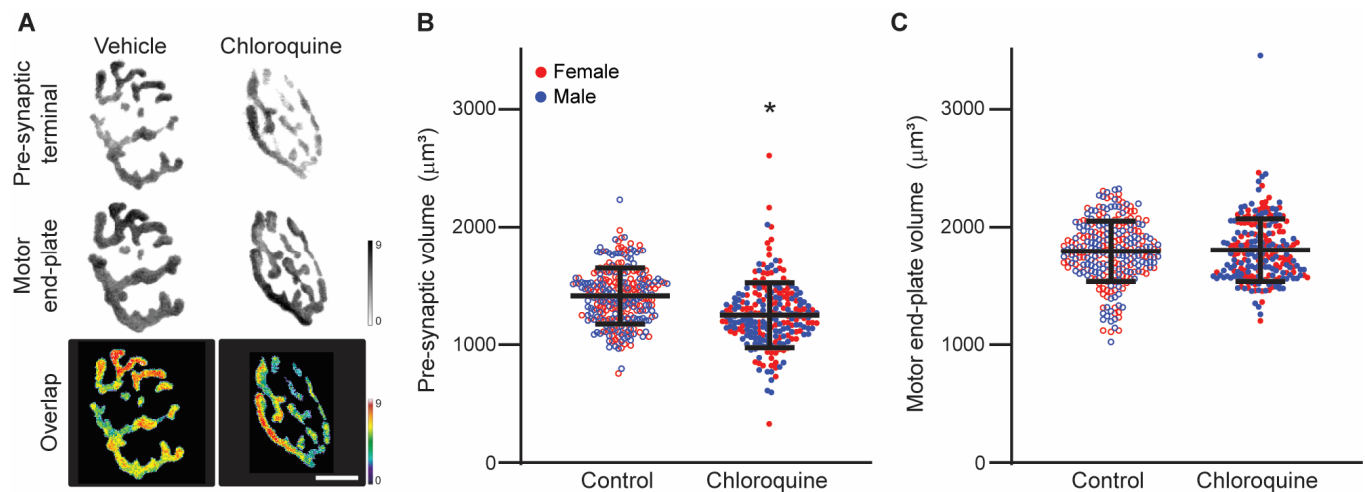 A
Vehicle
Chloroquine
Pre-synaptic
terminal
Motor
end-plate
9
0
Overlap
9
0
B
Pre-synaptic volume (µm³)
3000
2000
1000
0
Female
Male
*
Control
Chloroquine
C
Motor end-plate volume (µm³)
3000
2000
1000
0
Control
Chloroquine